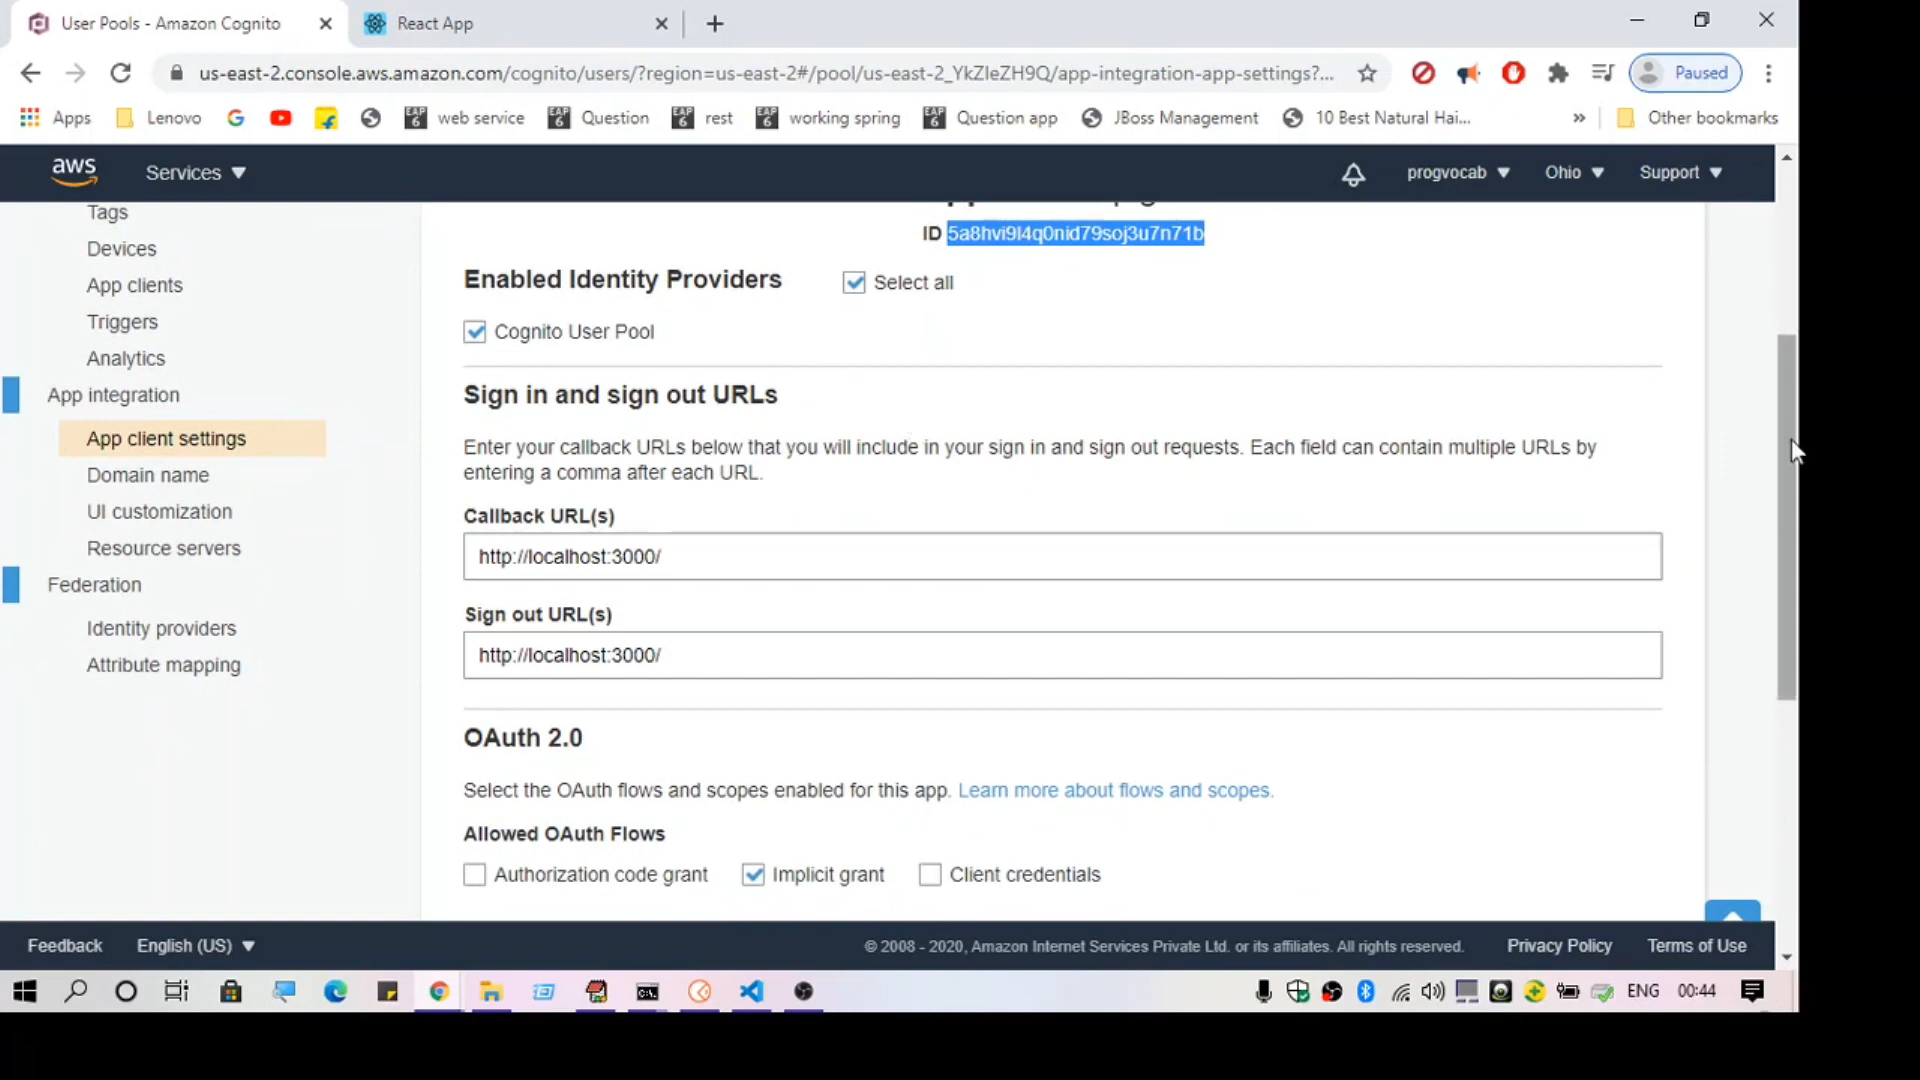 User Pools - Amazon Cognito
React App
us-east-2.console.aws.amazon.com/cognito/users/?region=us-east-2#/pool/us-east-2_YkZIeZH9Q/app-integration-app-settings?...
Paused
Apps
Lenovo
web service
Question
rest
working spring
Question app
JBoss Management
10 Best Natural Hai...
»
Other bookmarks
aws
Services
progvocab
Ohio
Support
Tags
Devices
App clients
Triggers
Analytics
App integration
App client settings
Domain name
UI customization
Resource servers
Federation
Identity providers
Attribute mapping
ID 5a8hvi9l4q0nid79soj3u7n71b
Enabled Identity Providers
Select all
Cognito User Pool
Sign in and sign out URLs
Enter your callback URLs below that you will include in your sign in and sign out requests. Each field can contain multiple URLs by
entering a comma after each URL.
Callback URL(s)
http://localhost:3000/
Sign out URL(s)
http://localhost:3000/
OAuth 2.0
Select the OAuth flows and scopes enabled for this app. Learn more about flows and scopes.
Allowed OAuth Flows
Authorization code grant
Implicit grant
Client credentials
Feedback
English (US)
© 2008 - 2020, Amazon Internet Services Private Ltd. or its affiliates. All rights reserved.
Privacy Policy
Terms of Use
ENG
00:44